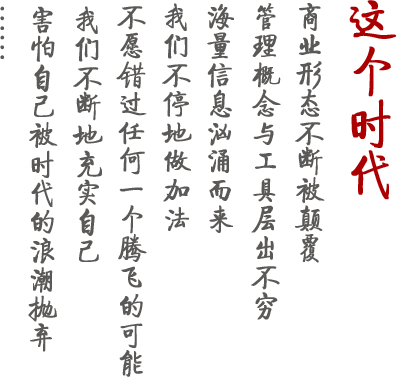 这个时代
商业形态不断被颠覆
管理概念与工具层出不穷
海量信息汹涌而来
我们不停地做加法
不愿错过任何一个腾飞的可能
我们不断地充实自己
害怕自己被时代的浪潮抛弃
……